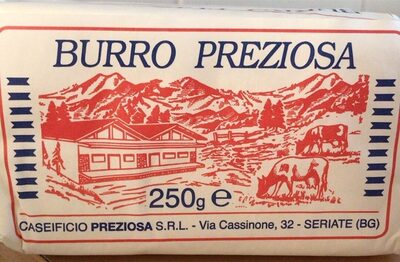 BURRO PREZIOSA
250g e
CASEIFICIO PREZIOSA S.R.L. - Via Cassinone, 32 - SERIATE (BG)